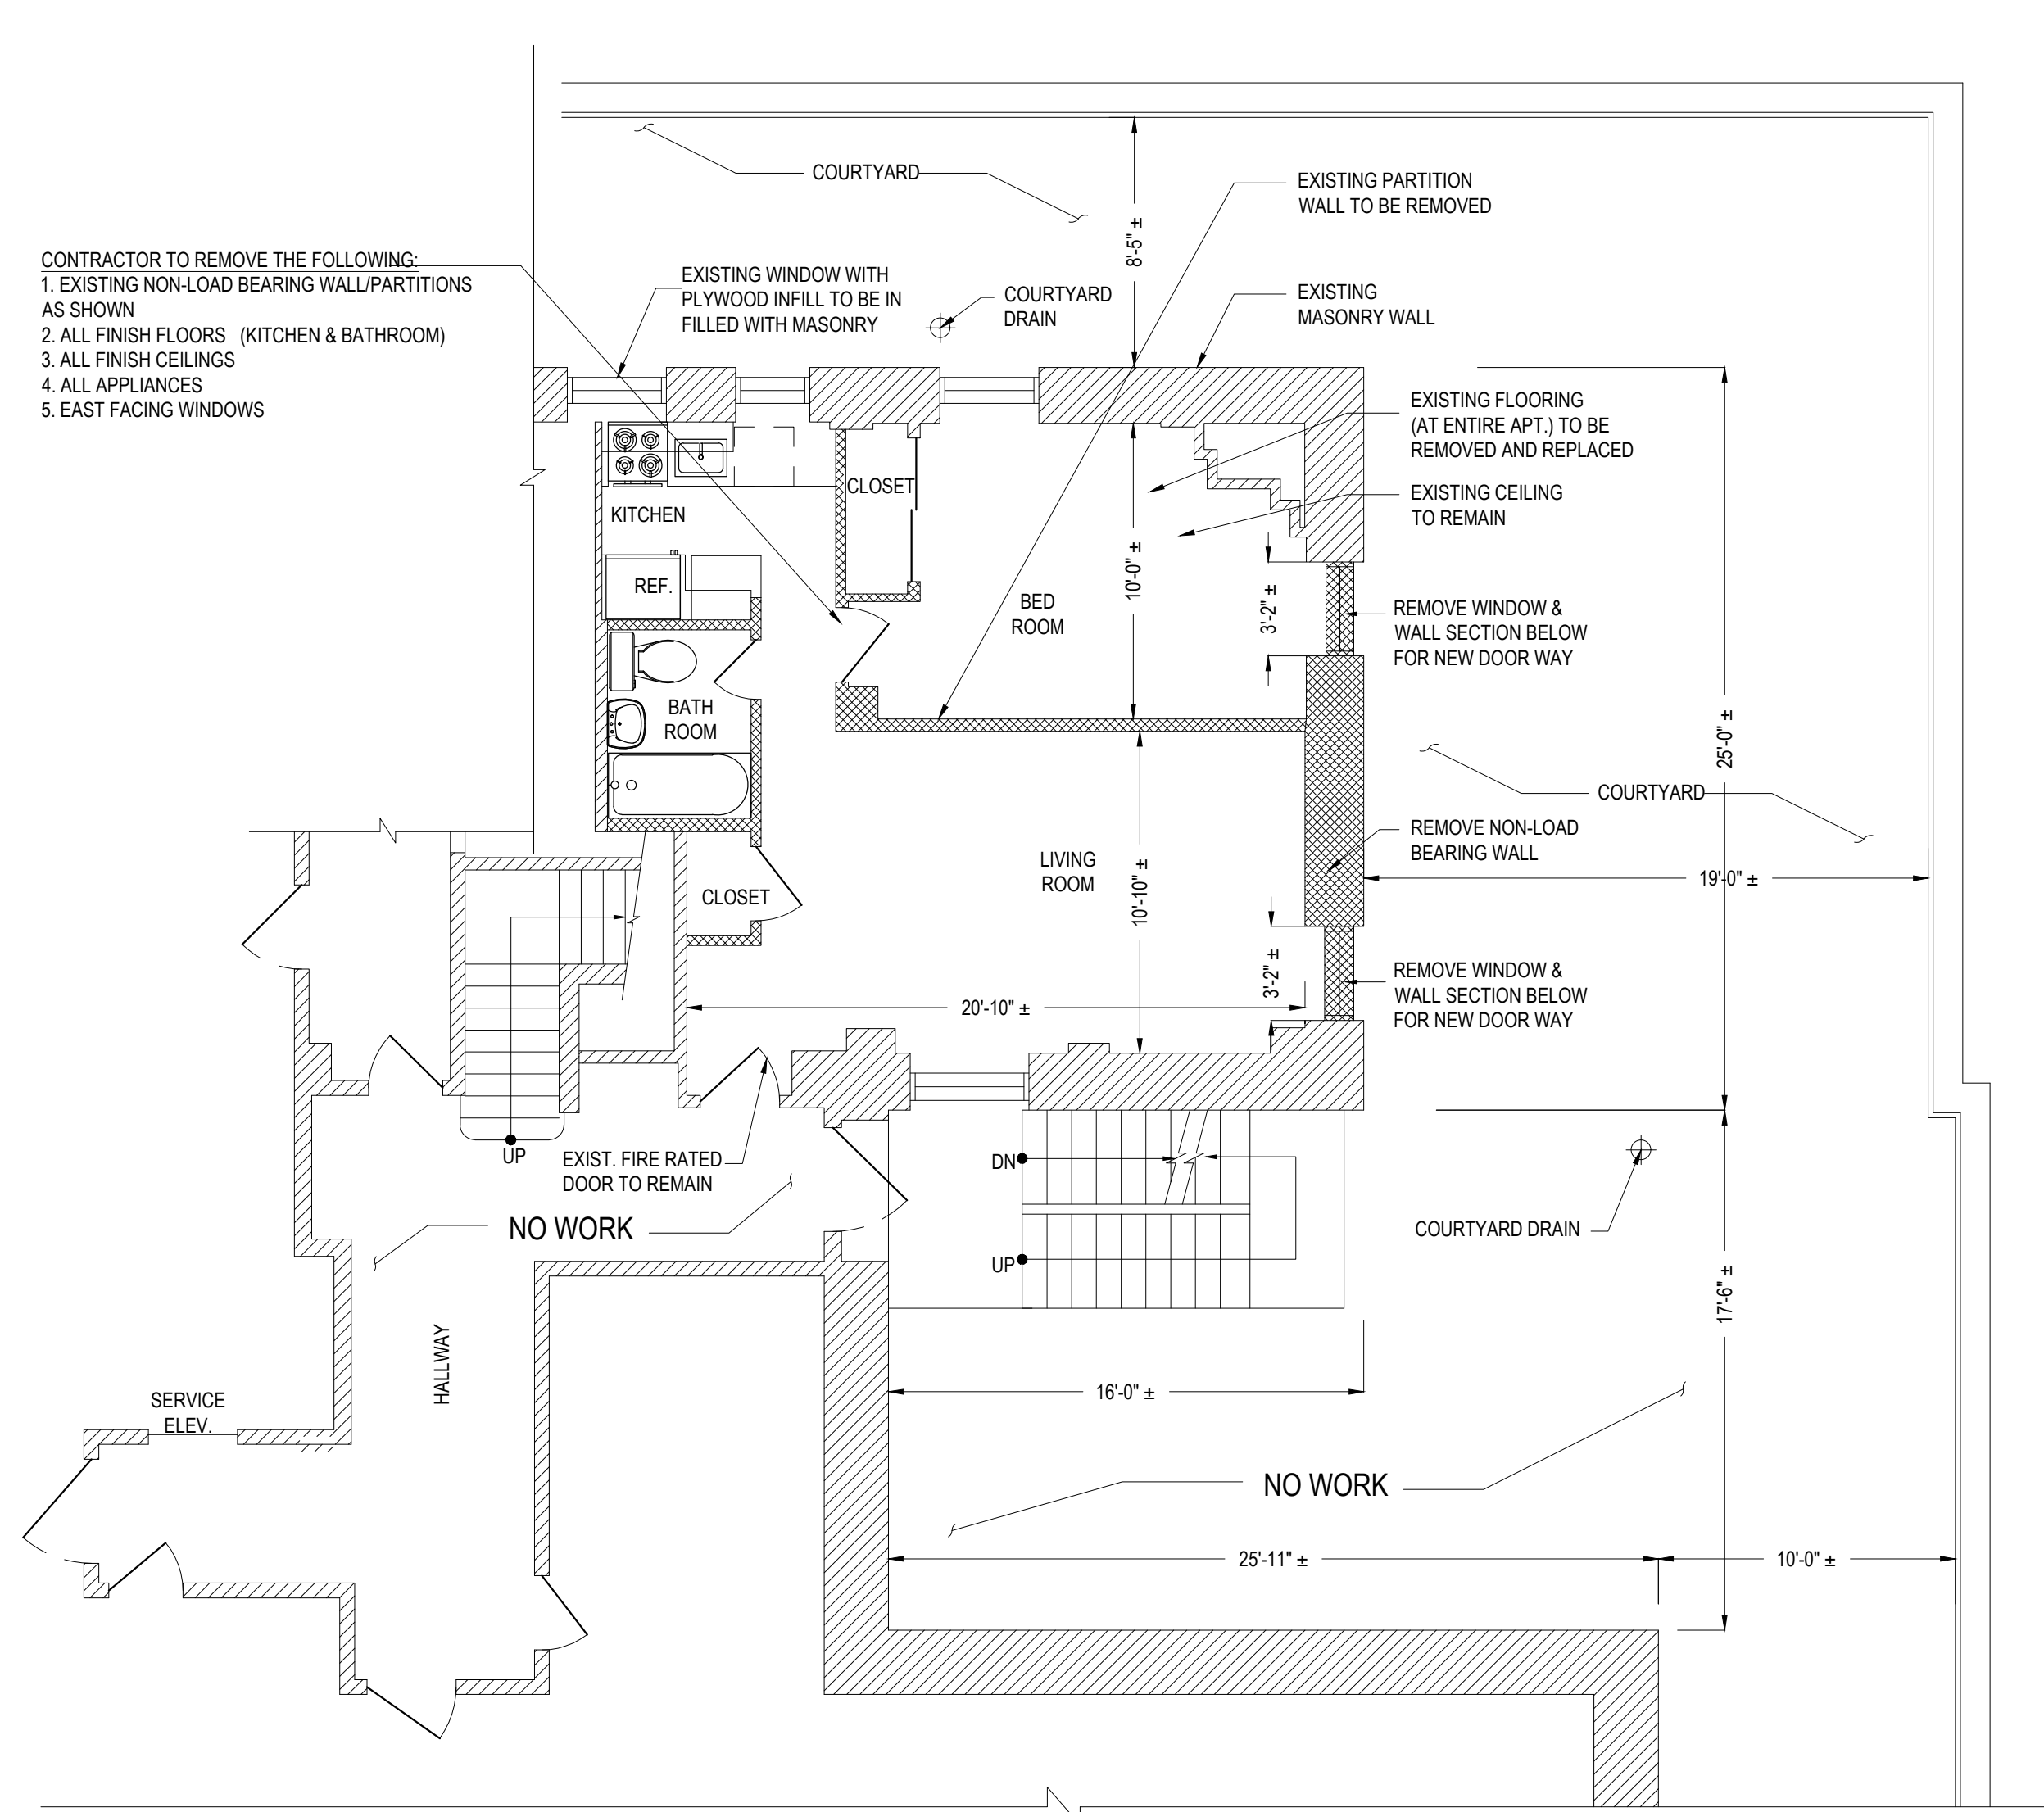 COURTYARD
EXISTING PARTITION
WALL TO BE REMOVED
8'-5" ±
CONTRACTOR TO REMOVE THE FOLLOWING:
1. EXISTING NON-LOAD BEARING WALL/PARTITIONS
AS SHOWN
2. ALL FINISH FLOORS (KITCHEN & BATHROOM)
3. ALL FINISH CEILINGS
4. ALL APPLIANCES
5. EAST FACING WINDOWS
EXISTING WINDOW WITH
PLYWOOD INFILL TO BE IN
FILLED WITH MASONRY
COURTYARD
DRAIN
EXISTING
MASONRY WALL
EXISTING FLOORING
(AT ENTIRE APT.) TO BE
REMOVED AND REPLACED
EXISTING CEILING
TO REMAIN
CLOSET
KITCHEN
REF.
BED
ROOM
10'-0" ±
3'-2" ±
REMOVE WINDOW &
WALL SECTION BELOW
FOR NEW DOOR WAY
BATH
ROOM
25'-0" ±
COURTYARD
REMOVE NON-LOAD
BEARING WALL
LIVING
ROOM
10'-10" ±
19'-0" ±
CLOSET
3'-2" ±
REMOVE WINDOW &
WALL SECTION BELOW
FOR NEW DOOR WAY
20'-10" ±
UP
EXIST. FIRE RATED
DOOR TO REMAIN
DN
NO WORK
UP
COURTYARD DRAIN
17'-6" ±
HALLWAY
SERVICE
ELEV.
16'-0" ±
NO WORK
25'-11" ±
10'-0" ±